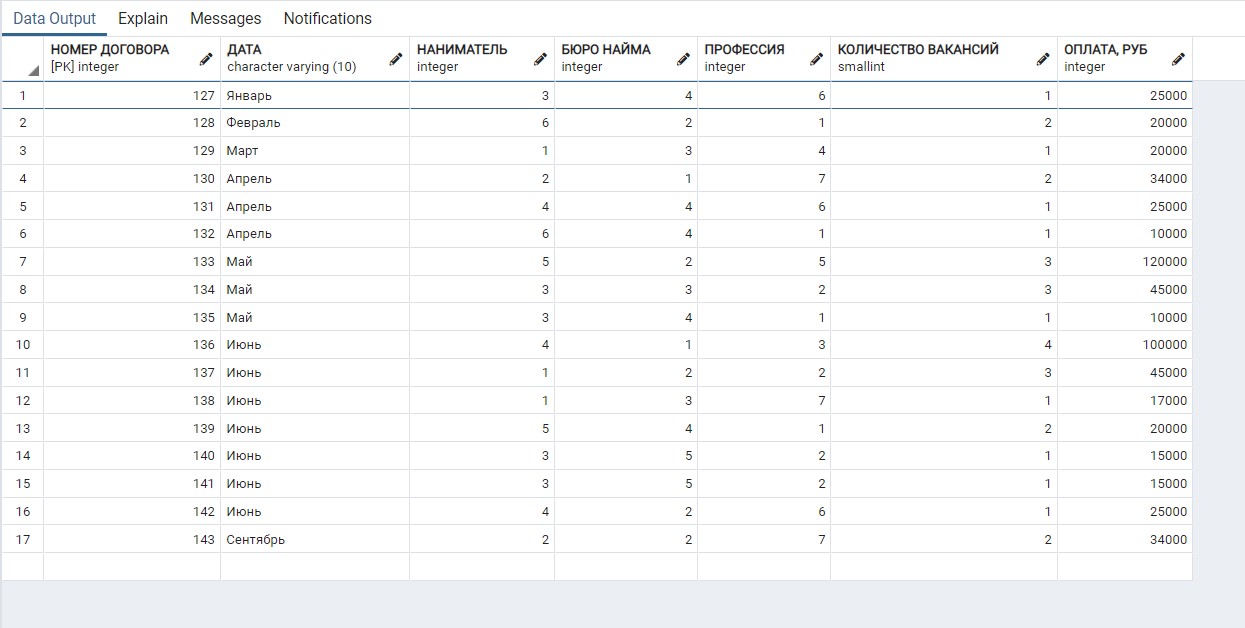 Data Output Explain Messages Notifications
НОМЕР ДОГОВОРА ДАТА НАНИМАТЕЛЬ БЮРО НАЙМА ПРОФЕССИЯ КОЛИЧЕСТВО ВАКАНСИЙ ОПЛАТА, РУБ
[PK] integer character varying (10) integer integer integer smallint integer
1 127 Январь 3 4 6 1 25000
2 128 Февраль 6 2 1 2 20000
3 129 Март 1 3 4 1 20000
4 130 Апрель 2 1 7 2 34000
5 131 Апрель 4 4 6 1 25000
6 132 Апрель 6 4 1 1 10000
7 133 Май 5 2 5 3 120000
8 134 Май 3 3 2 3 45000
9 135 Май 3 4 1 1 10000
10 136 Июнь 4 1 3 4 100000
11 137 Июнь 1 2 2 3 45000
12 138 Июнь 1 3 7 1 17000
13 139 Июнь 5 4 1 2 20000
14 140 Июнь 3 5 2 1 15000
15 141 Июнь 3 5 2 1 15000
16 142 Июнь 4 2 6 1 25000
17 143 Сентябрь 2 2 7 2 34000